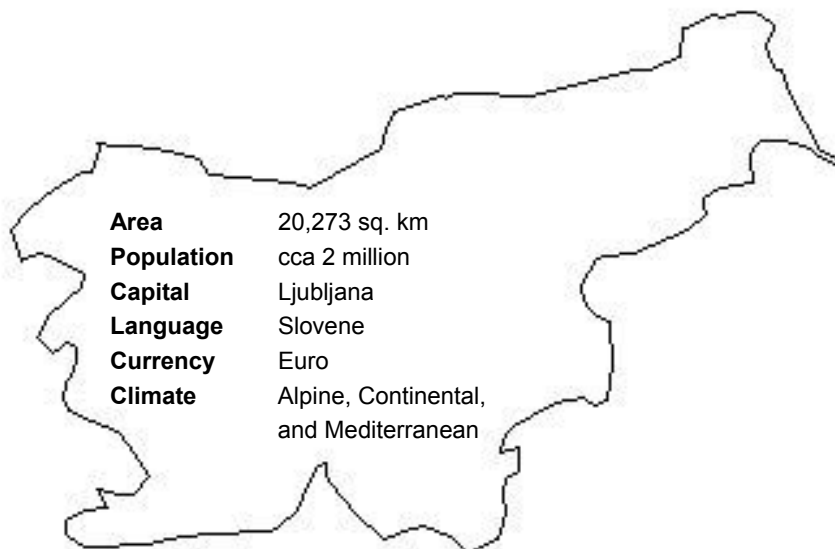 Area 20,273 sq. km
Population cca 2 million
Capital Ljubljana
Language Slovene
Currency Euro
Climate Alpine, Continental,
and Mediterranean